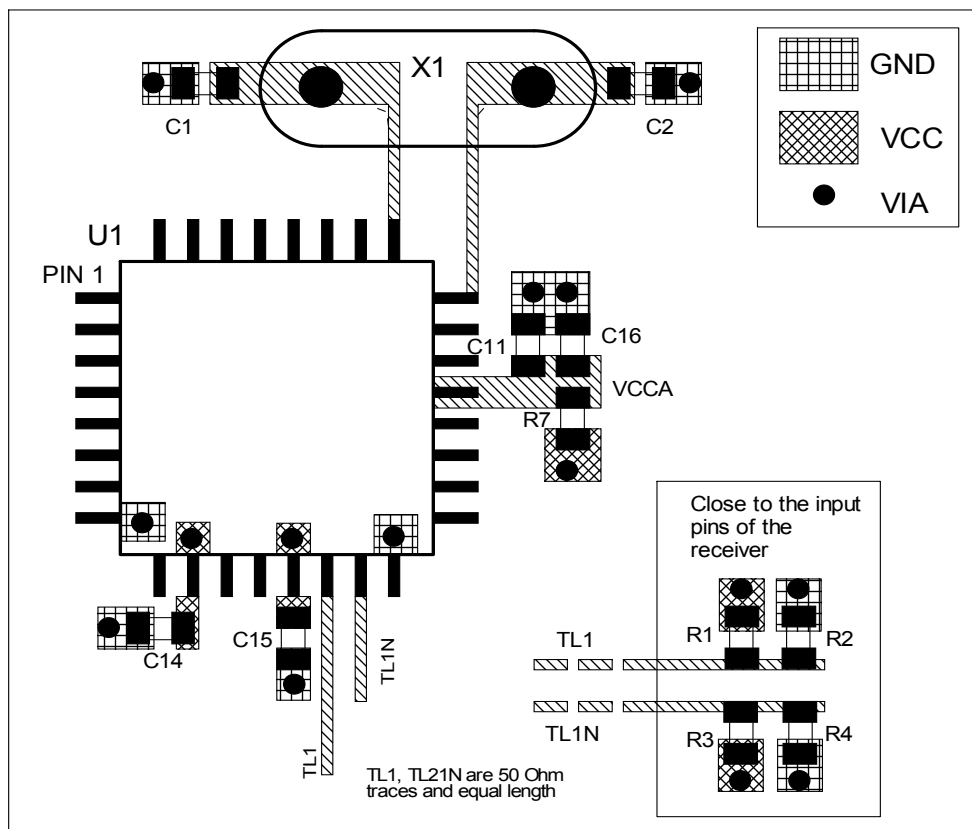 X1
GND
C1
C2
VCC
VIA
U1
PIN 1
C11
C16
VCCA
R7
Close to the input
pins of the
receiver
C14
C15
TL1
TL1N
R1
R2
TL1
TL1N
R3
R4
TL1, TL21N are 50 Ohm
traces and equal length